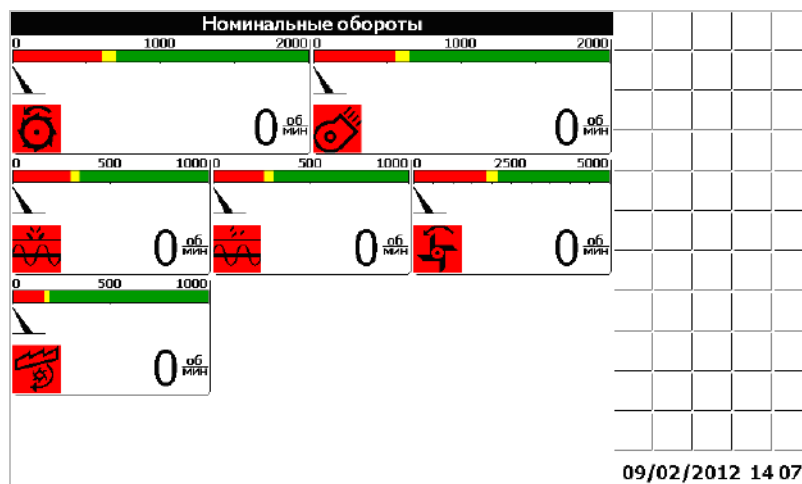 Номинальные обороты
0 1000 2000 0 1000 2000
0 об мин 0 об мин
0 500 1000 0 500 1000 0 2500 5000
0 об мин 0 об мин 0 об мин
0 500 1000
0 об мин
09/02/2012 14 07